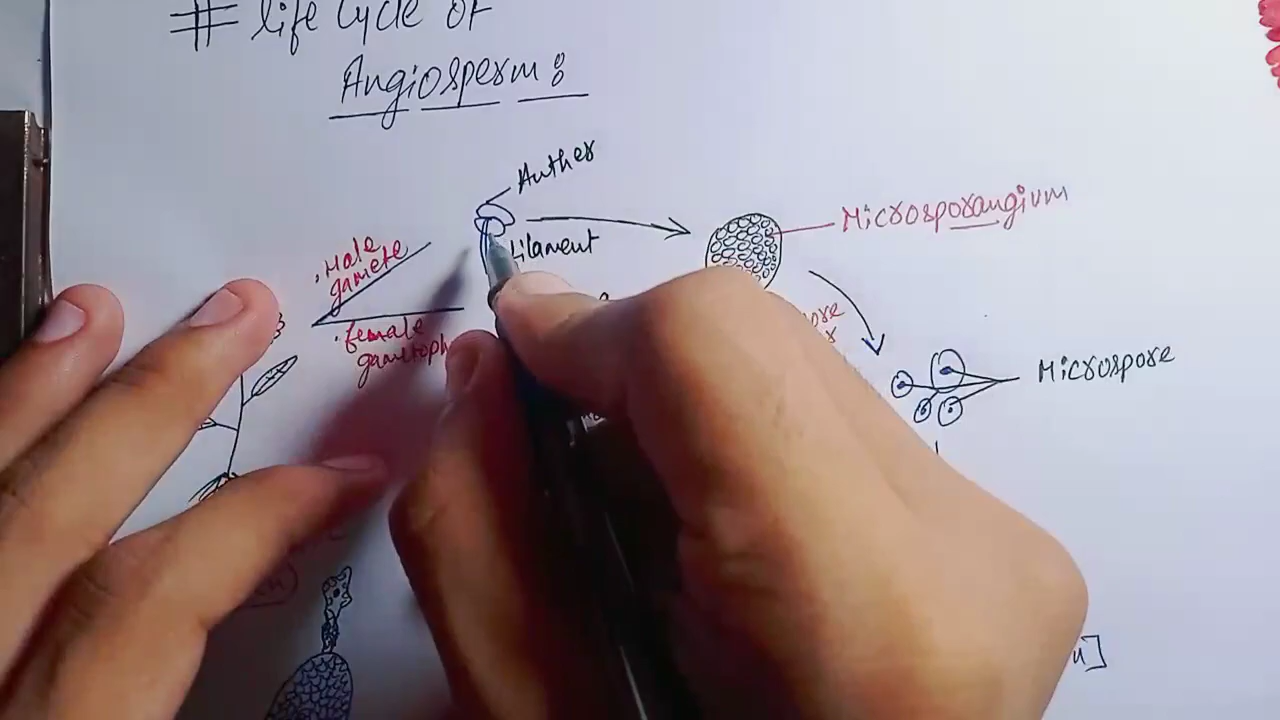 # life Cycle of
Angiosperm:
Anther
Microsporangium
filament
Male
gamete
female
Microspore